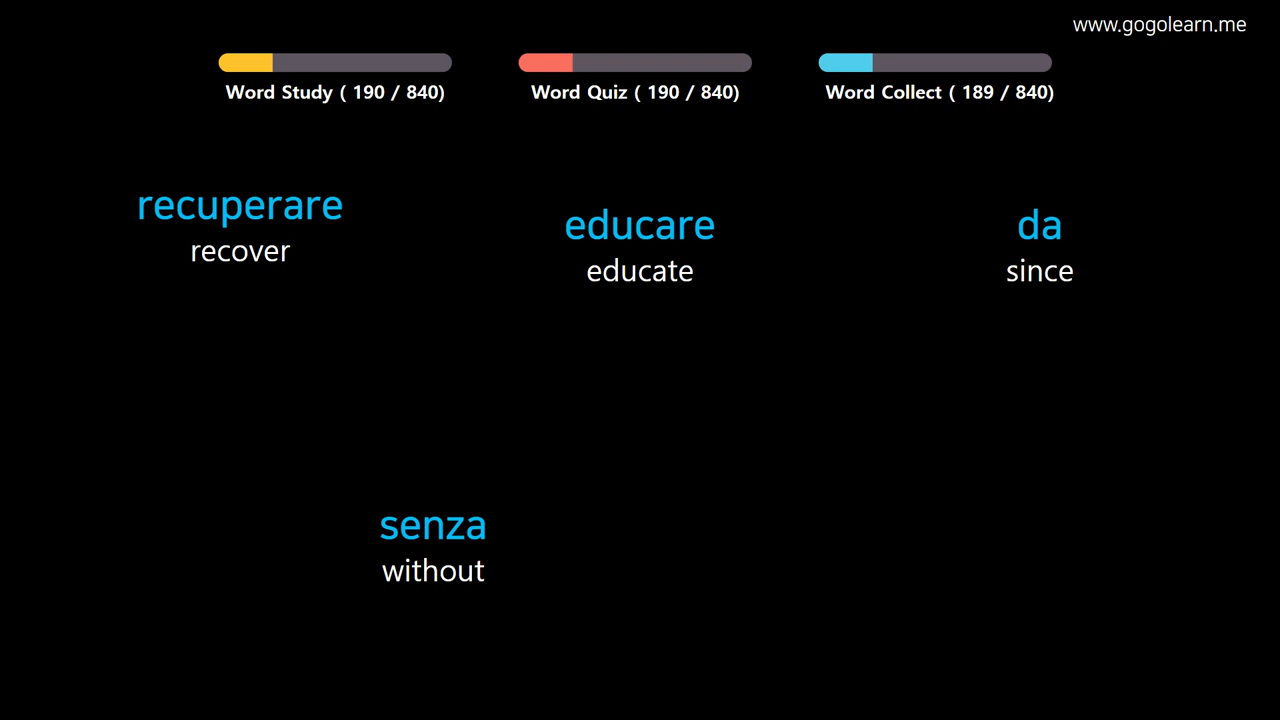 www.gogolearn.me
Word Study ( 190 / 840)
Word Quiz ( 190 / 840)
Word Collect ( 189 / 840)
recuperare
recover
educare
educate
da
since
senza
without